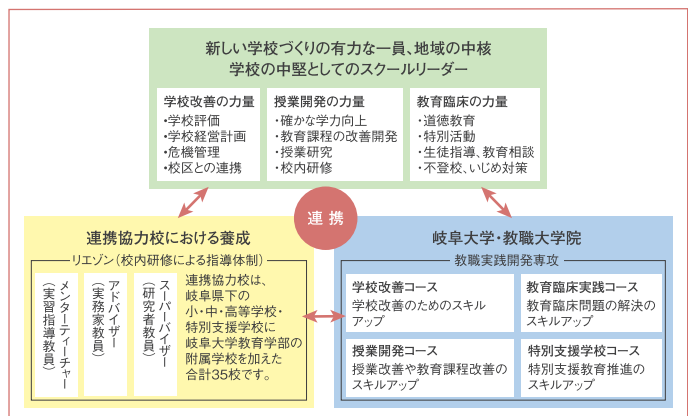 新しい学校づくりの有力な一員、地域の中核
学校の中堅としてのスクールリーダー
学校改善の力量
•学校評価
•学校経営計画
•危機管理
•校区との連携
授業開発の力量
•確かな学力向上
•教育課程の改善開発
•授業研究
•校内研修
教育臨床の力量
•道徳教育
•特別活動
•生徒指導、教育相談
•不登校、いじめ対策
連携
連携協力校における養成
リエゾン（校内研修による指導体制）
メンターティーチャー
（実習指導教員）
アドバイザー
（実務家教員）
スーパーバイザー
（研究者教員）
連携協力校は、
岐阜県下の
小・中・高等学校・
特別支援学校に
岐阜大学教育学部の
附属学校を加えた
合計35校です。
岐阜大学・教職大学院
教職実践開発専攻
学校改善コース
学校改善のためのスキル
アップ
教育臨床実践コース
教育臨床問題の解決の
スキルアップ
授業開発コース
授業改善や教育課程改善の
スキルアップ
特別支援学校コース
特別支援教育推進の
スキルアップ